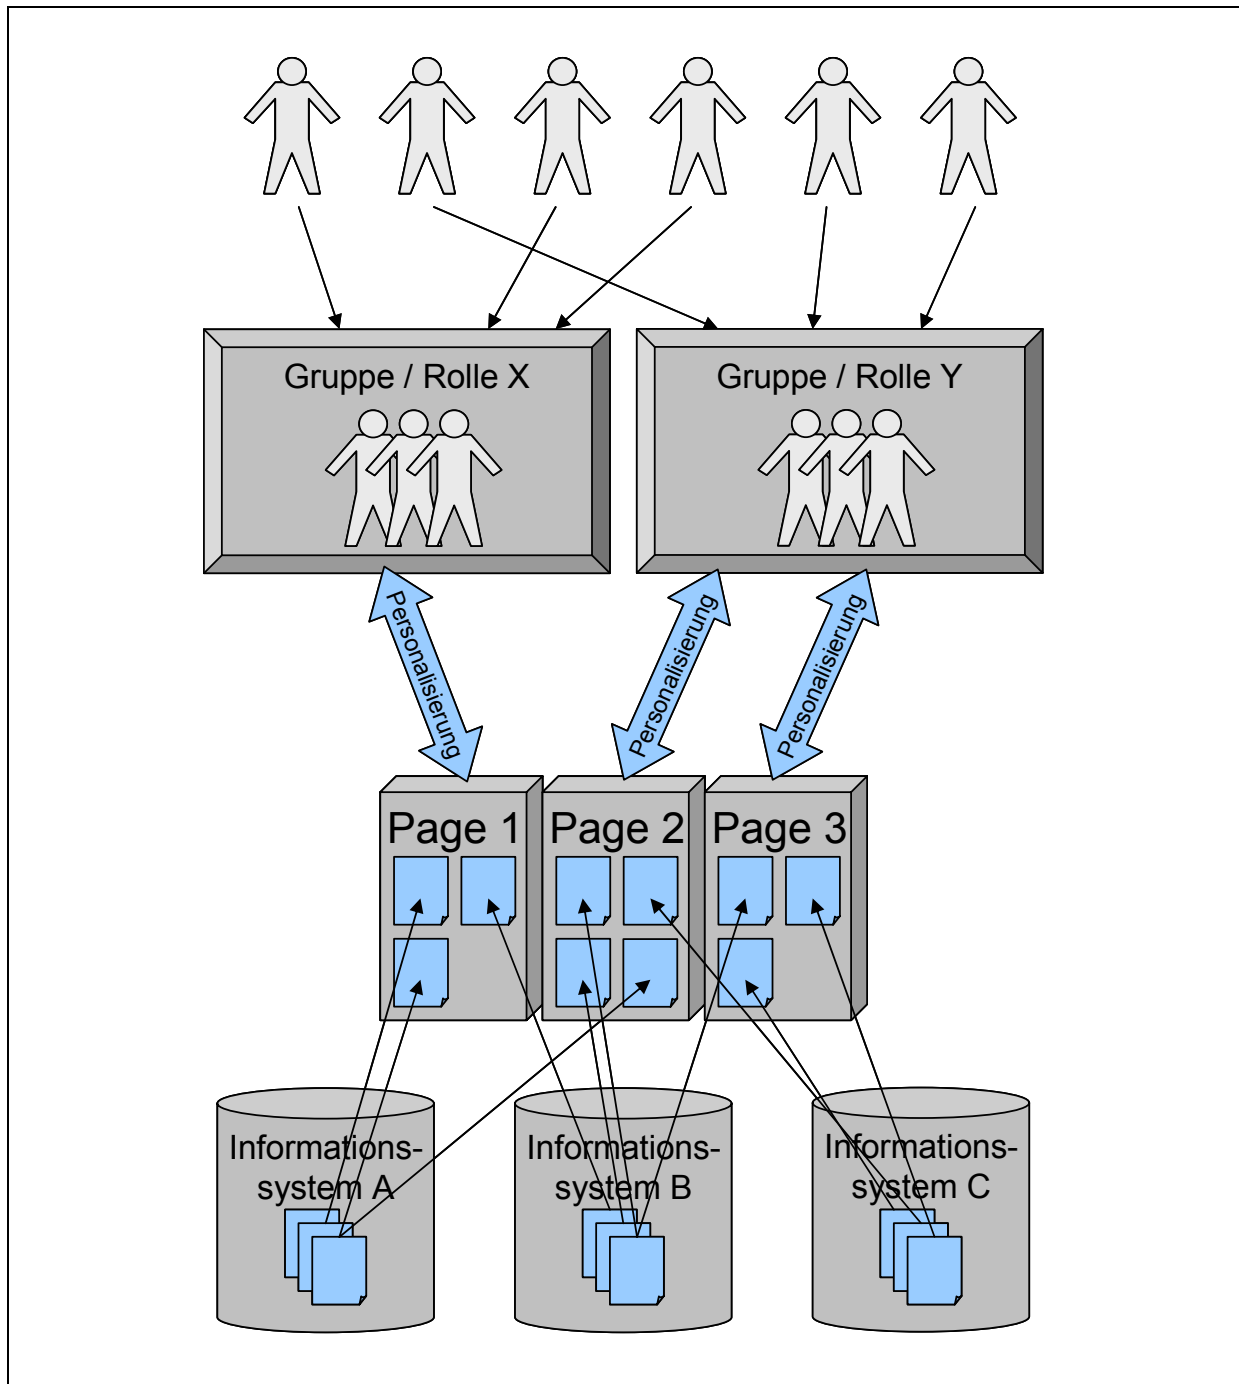 Gruppe / Rolle X
Gruppe / Rolle Y
Personalisierung
Personalisierung
Personalisierung
Page 1
Page 2
Page 3
Informations-
system A
Informations-
system B
Informations-
system C